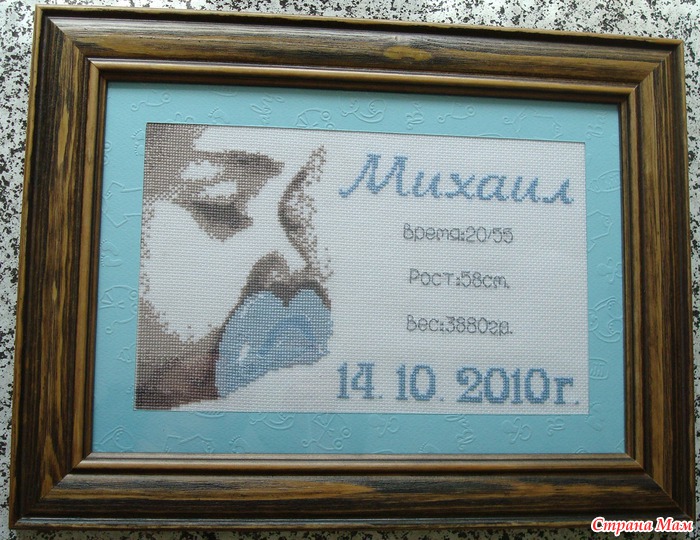 Михаил
Время:20/55
Рост:58см.
Вес:3880гр.
14. 10. 2010г.
Страна Мам